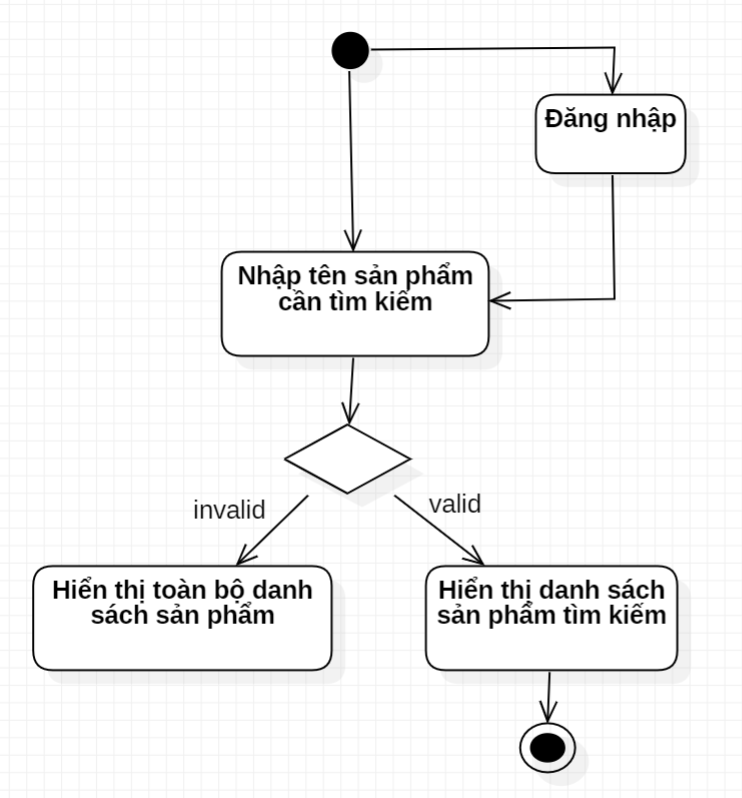 Đăng nhập
Nhập tên sản phẩm
cần tìm kiếm
invalid
valid
Hiển thị toàn bộ danh
sách sản phẩm
Hiển thị danh sách
sản phẩm tìm kiếm